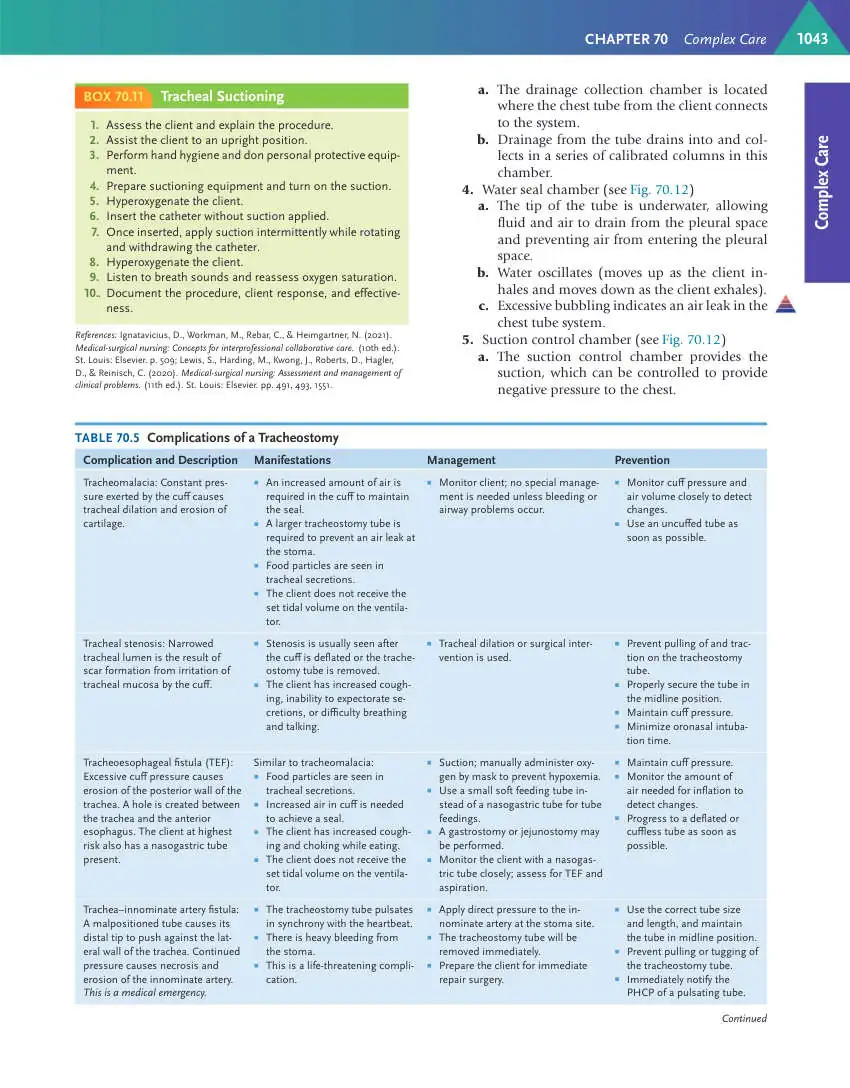 CHAPTER 70 Complex Care 1043
BOX 70.11 Tracheal Suctioning
1. Assess the client and explain the procedure.
2. Assist the client to an upright position.
3. Perform hand hygiene and don personal protective equip-
ment.
4. Prepare suctioning equipment and turn on the suction.
5. Hyperoxygenate the client.
6. Insert the catheter without suction applied.
7. Once inserted, apply suction intermittently while rotating
and withdrawing the catheter.
8. Hyperoxygenate the client.
9. Listen to breath sounds and reassess oxygen saturation.
10.. Document the procedure, client response, and effective-
ness.
References: Ignatavicius, D., Workman, M., Rebar, C., & Heimgartner, N. (2021).
Medical-surgical nursing: Concepts for interprofessional collaborative care. (10th ed.).
St. Louis: Elsevier. p. 509; Lewis, S., Harding, M., Kwong, J., Roberts, D., Hagler,
D., & Reinisch, C. (2020). Medical-surgical nursing: Assessment and management of
clinical problems. (11th ed.). St. Louis: Elsevier. pp. 491, 493, 1551.
a. The drainage collection chamber is located
where the chest tube from the client connects
to the system.
b. Drainage from the tube drains into and col-
lects in a series of calibrated columns in this
chamber.
4. Water seal chamber (see Fig. 70.12)
a. The tip of the tube is underwater, allowing
fluid and air to drain from the pleural space
and preventing air from entering the pleural
space.
b. Water oscillates (moves up as the client in-
hales and moves down as the client exhales).
c. Excessive bubbling indicates an air leak in the
chest tube system.
5. Suction control chamber (see Fig. 70.12)
a. The suction control chamber provides the
suction, which can be controlled to provide
negative pressure to the chest.
Complex Care
TABLE 70.5 Complications of a Tracheostomy
Complication and Description Manifestations Management Prevention
Tracheomalacia: Constant pres-
sure exerted by the cuff causes
tracheal dilation and erosion of
cartilage.
▪ An increased amount of air is
required in the cuff to maintain
the seal.
▪ A larger tracheostomy tube is
required to prevent an air leak at
the stoma.
▪ Food particles are seen in
tracheal secretions.
▪ The client does not receive the
set tidal volume on the ventila-
tor.
▪ Monitor client; no special manage-
ment is needed unless bleeding or
airway problems occur.
▪ Monitor cuff pressure and
air volume closely to detect
changes.
▪ Use an uncuffed tube as
soon as possible.
Tracheal stenosis: Narrowed
tracheal lumen is the result of
scar formation from irritation of
tracheal mucosa by the cuff.
▪ Stenosis is usually seen after
the cuff is deflated or the trache-
ostomy tube is removed.
▪ The client has increased cough-
ing, inability to expectorate se-
cretions, or difficulty breathing
and talking.
▪ Tracheal dilation or surgical inter-
vention is used.
▪ Prevent pulling of and trac-
tion on the tracheostomy
tube.
▪ Properly secure the tube in
the midline position.
▪ Maintain cuff pressure.
▪ Minimize oronasal intuba-
tion time.
Tracheoesophageal fistula (TEF):
Excessive cuff pressure causes
erosion of the posterior wall of the
trachea. A hole is created between
the trachea and the anterior
esophagus. The client at highest
risk also has a nasogastric tube
present.
Similar to tracheomalacia:
▪ Food particles are seen in
tracheal secretions.
▪ Increased air in cuff is needed
to achieve a seal.
▪ The client has increased cough-
ing and choking while eating.
▪ The client does not receive the
set tidal volume on the ventila-
tor.
▪ Suction; manually administer oxy-
gen by mask to prevent hypoxemia.
▪ Use a small soft feeding tube in-
stead of a nasogastric tube for tube
feedings.
▪ A gastrostomy or jejunostomy may
be performed.
▪ Monitor the client with a nasogas-
tric tube closely; assess for TEF and
aspiration.
▪ Maintain cuff pressure.
▪ Monitor the amount of
air needed for inflation to
detect changes.
▪ Progress to a deflated or
cuffless tube as soon as
possible.
Trachea–innominate artery fistula:
A malpositioned tube causes its
distal tip to push against the lat-
eral wall of the trachea. Continued
pressure causes necrosis and
erosion of the innominate artery.
This is a medical emergency.
▪ The tracheostomy tube pulsates
in synchrony with the heartbeat.
▪ There is heavy bleeding from
the stoma.
▪ This is a life-threatening compli-
cation.
▪ Apply direct pressure to the in-
nominate artery at the stoma site.
▪ The tracheostomy tube will be
removed immediately.
▪ Prepare the client for immediate
repair surgery.
▪ Use the correct tube size
and length, and maintain
the tube in midline position.
▪ Prevent pulling or tugging of
the tracheostomy tube.
▪ Immediately notify the
PHCP of a pulsating tube.
Continued